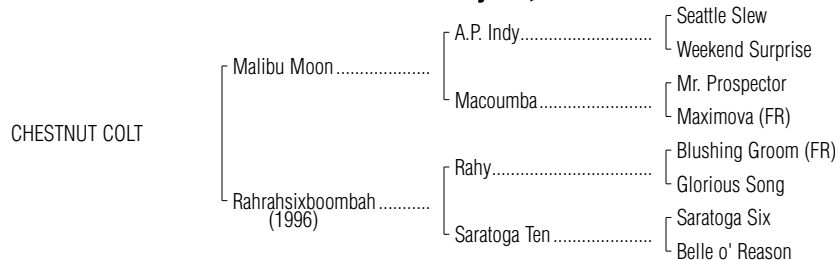 Seattle Slew
A.P. Indy
Weekend Surprise
Malibu Moon
Mr. Prospector
Macoumba
Maximova (FR)
CHESTNUT COLT
Blushing Groom (FR)
Rahy
Glorious Song
Rahrahsixboombah
(1996)
Saratoga Six
Saratoga Ten
Belle o' Reason